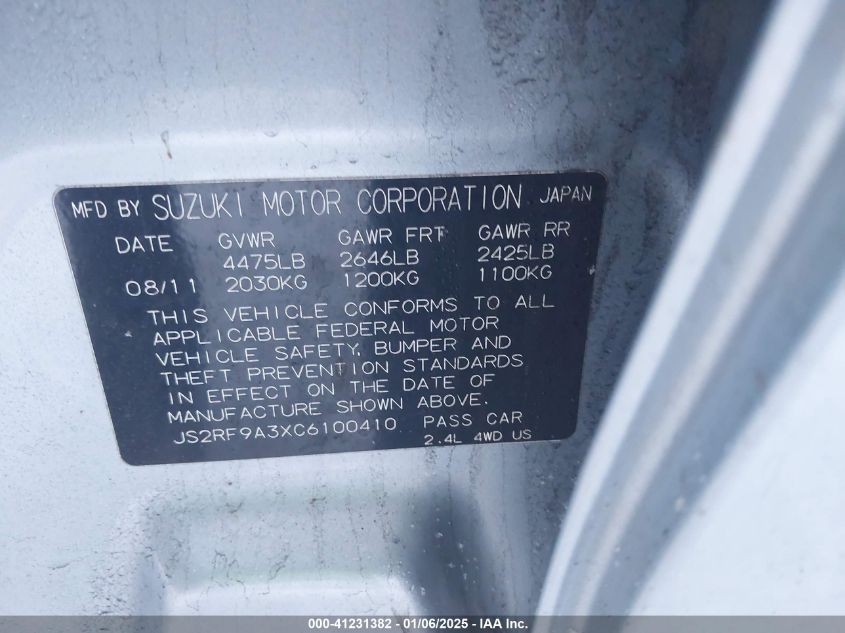 MFD BY SUZUKI MOTOR CORPORATION JAPAN
DATE GVWR GAWR FRT GAWR RR
4475LB 2646LB 2425LB
08/11 2030KG 1200KG 1100KG
THIS VEHICLE CONFORMS TO ALL
APPLICABLE FEDERAL MOTOR
VEHICLE SAFETY, BUMPER AND
THEFT PREVENTION STANDARDS
IN EFFECT ON THE DATE OF
MANUFACTURE SHOWN ABOVE.
JS2RF9A3XC6100410 PASS CAR
2.4L 4WD US
000-41231382 - 01/06/2025 - IAA Inc.